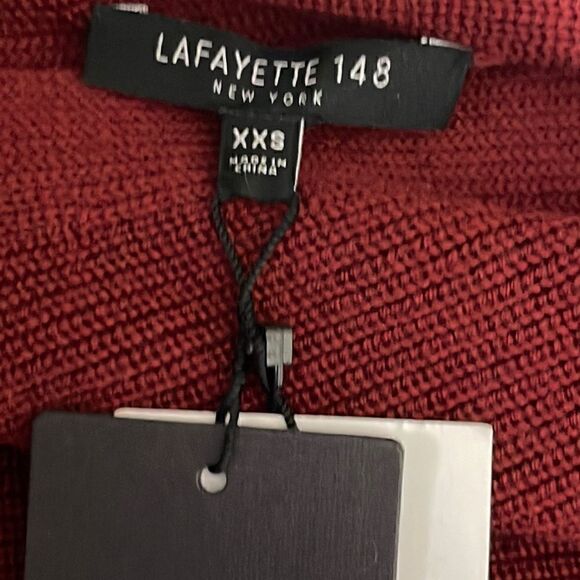 LAFAYETTE 148
NEW YORK
XXS
MADE IN
CHINA